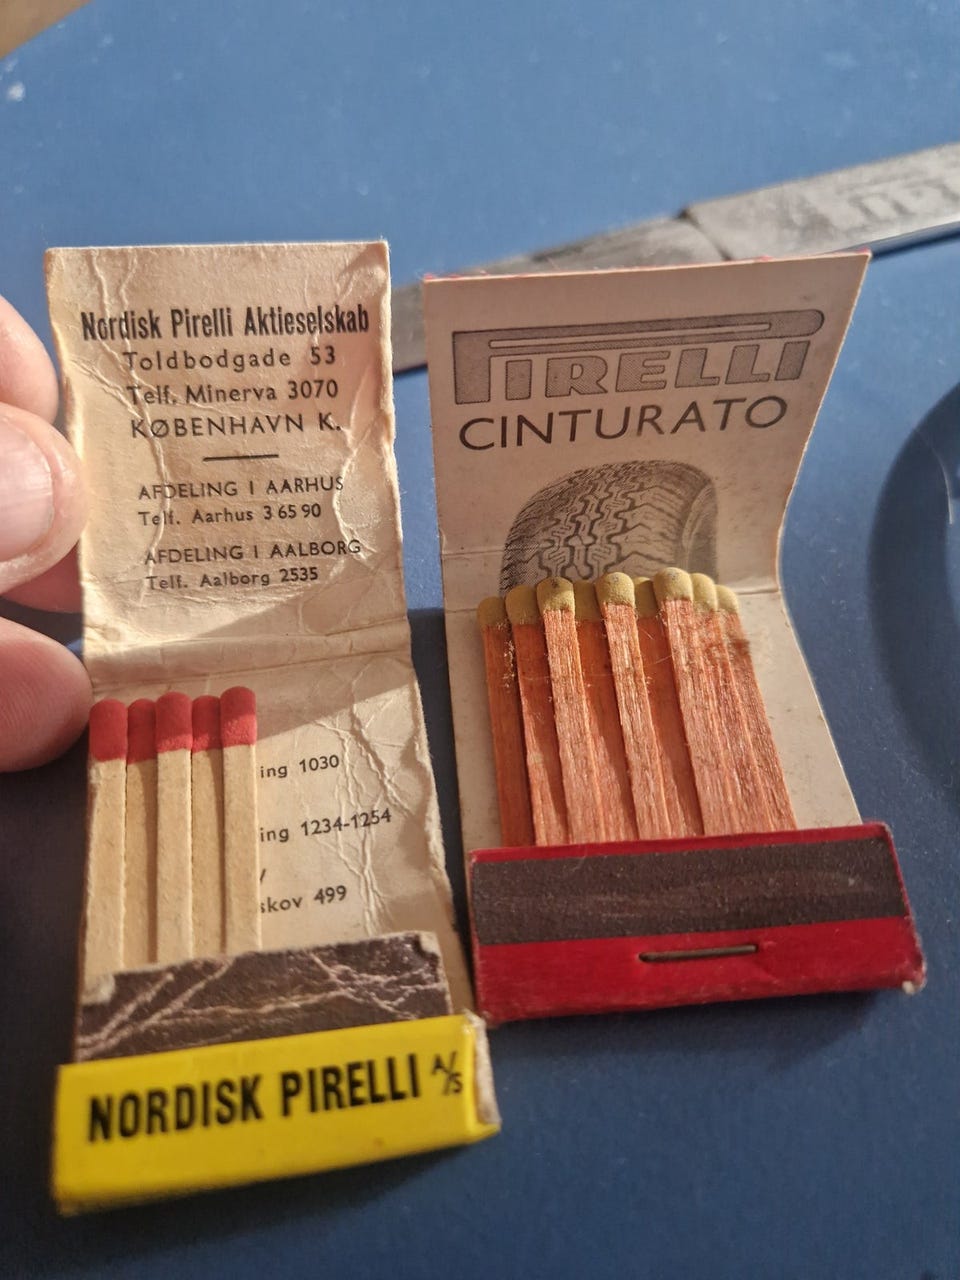 Nordisk Pirelli Aktieselskab
Toldbodgade 53
Telf. Minerva 3070
KØBENHAVN K.
AFDELING I AARHUS
Telf. Aarhus 3 65 90
AFDELING I AALBORG
Telf. Aalborg 2535
ing 1030
ing 1234-1254
skov 499
NORDISK PIRELLI A/S
PIRELLI
CINTURATO